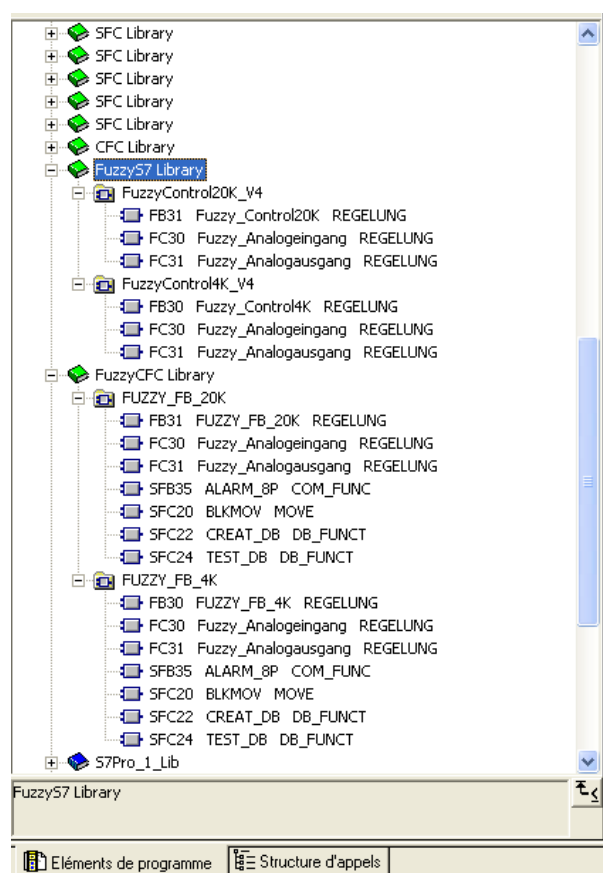 SFC Library
SFC Library
SFC Library
SFC Library
SFC Library
CFC Library
FuzzyS7 Library
FuzzyControl20K_V4
FB31 Fuzzy_Control20K REGELUNG
FC30 Fuzzy_Analogeingang REGELUNG
FC31 Fuzzy_Analogausgang REGELUNG
FuzzyControl4K_V4
FB30 Fuzzy_Control4K REGELUNG
FC30 Fuzzy_Analogeingang REGELUNG
FC31 Fuzzy_Analogausgang REGELUNG
FuzzyCFC Library
FUZZY_FB_20K
FB31 FUZZY_FB_20K REGELUNG
FC30 Fuzzy_Analogeingang REGELUNG
FC31 Fuzzy_Analogausgang REGELUNG
SFB35 ALARM_8P COM_FUNC
SFC20 BLKMOV MOVE
SFC22 CREAT_DB DB_FUNCT
SFC24 TEST_DB DB_FUNCT
FUZZY_FB_4K
FB30 FUZZY_FB_4K REGELUNG
FC30 Fuzzy_Analogeingang REGELUNG
FC31 Fuzzy_Analogausgang REGELUNG
SFB35 ALARM_8P COM_FUNC
SFC20 BLKMOV MOVE
SFC22 CREAT_DB DB_FUNCT
SFC24 TEST_DB DB_FUNCT
S7Pro_1_Lib
FuzzyS7 Library
Eléments de programme Structure d'appels